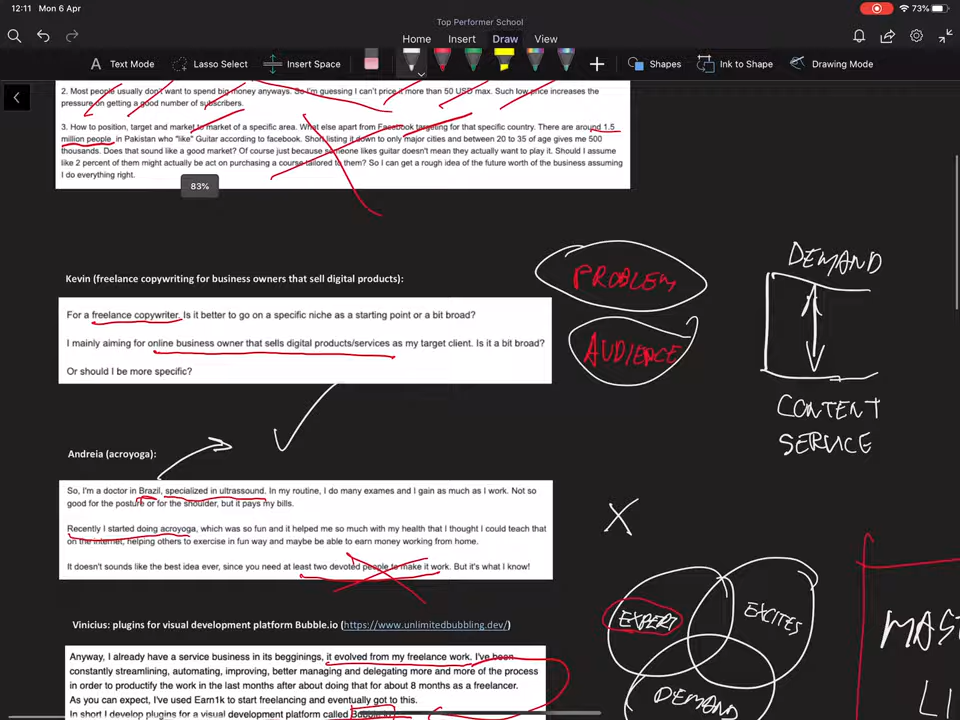 12:11 Mon 6 Apr
73%
Top Performer School
Home Insert Draw View
Text Mode
Lasso Select
Insert Space
Shapes
Ink to Shape
Drawing Mode
2. Most people usually don't want to spend big money anyways. So I'm guessing I can't price it more than 50 USD max. Such low price increases the
pressure on getting a good number of subscribers.
3. How to position, target and market to market of a specific area. What else apart from Facebook targeting for that specific country. There are around 1.5
million people in Pakistan who "like" Guitar according to facebook. Short listing it down to only major cities and between 20 to 35 of age gives me 500
thousands. Does that sound like a good market? Of course just because someone likes guitar doesn't mean they actually want to play it. Should I assume
like 2 percent of them might actually be act on purchasing a course tailored to them? So I can get a rough idea of the future worth of the business assuming
I do everything right.
83%
Kevin (freelance copywriting for business owners that sell digital products):
For a freelance copywriter. Is it better to go on a specific niche as a starting point or a bit broad?
I mainly aiming for online business owner that sells digital products/services as my target client. Is it a bit broad?
Or should I be more specific?
PROBLEM
AUDIENCE
DEMAND
CONTENT
SERVICE
Andreia (acroyoga):
So, I'm a doctor in Brazil, specialized in ultrassound. In my routine, I do many exames and I gain as much as I work. Not so
good for the posture or for the shoulder, but it pays my bills.
Recently I started doing acroyoga, which was so fun and it helped me so much with my health that I thought I could teach that
on the internet, helping others to exercise in fun way and maybe be able to earn money working from home.
It doesn't sounds like the best idea ever, since you need at least two devoted people to make it work. But it's what I know!
X
EXPERT
EXCITES
DEMAND
MAS
LI
Vinicius: plugins for visual development platform Bubble.io (https://www.unlimitedbubbling.dev/)
Anyway, I already have a service business in its begginings, it evolved from my freelance work. I've been
constantly streamlining, automating, improving, better managing and delegating more and more of the process
in order to productify the work in the last months after about doing that for about 8 months as a freelancer.
As you can expect, I've used Earn1k to start freelancing and eventually got to this.
In short I develop plugins for a visual development platform called Bubble.io